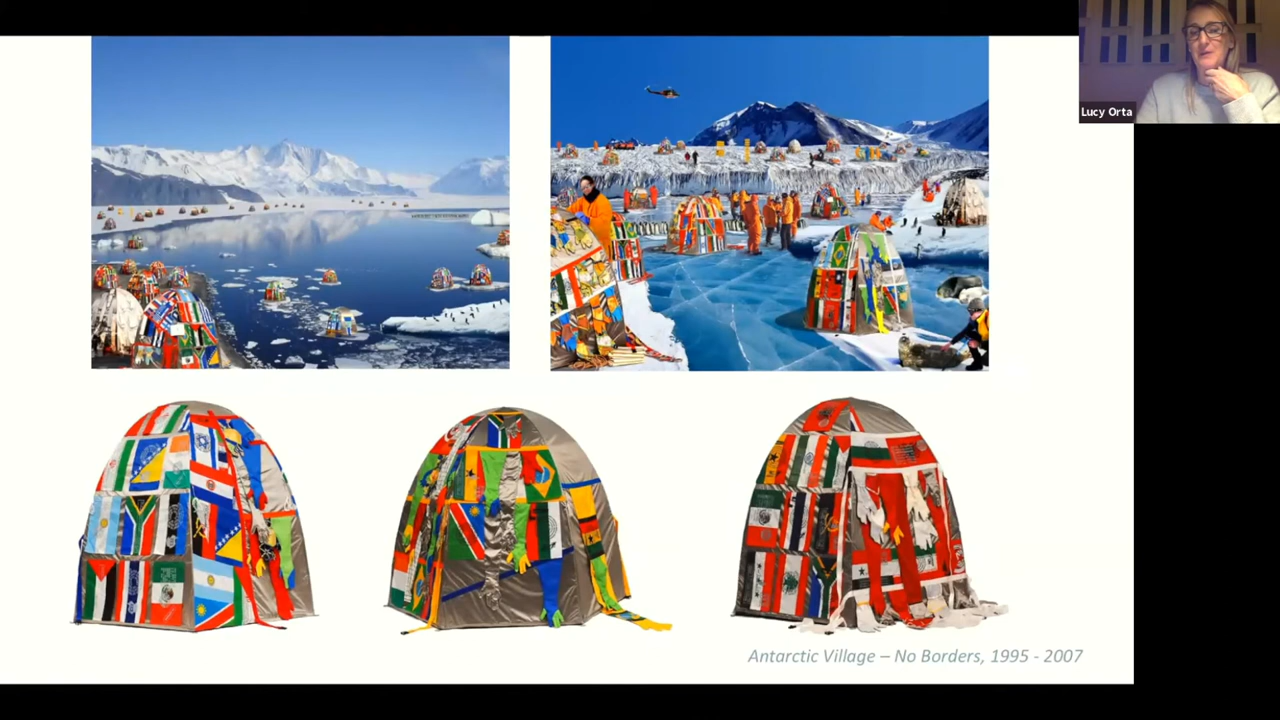 Lucy Orta
Antarctic Village – No Borders, 1995 - 2007